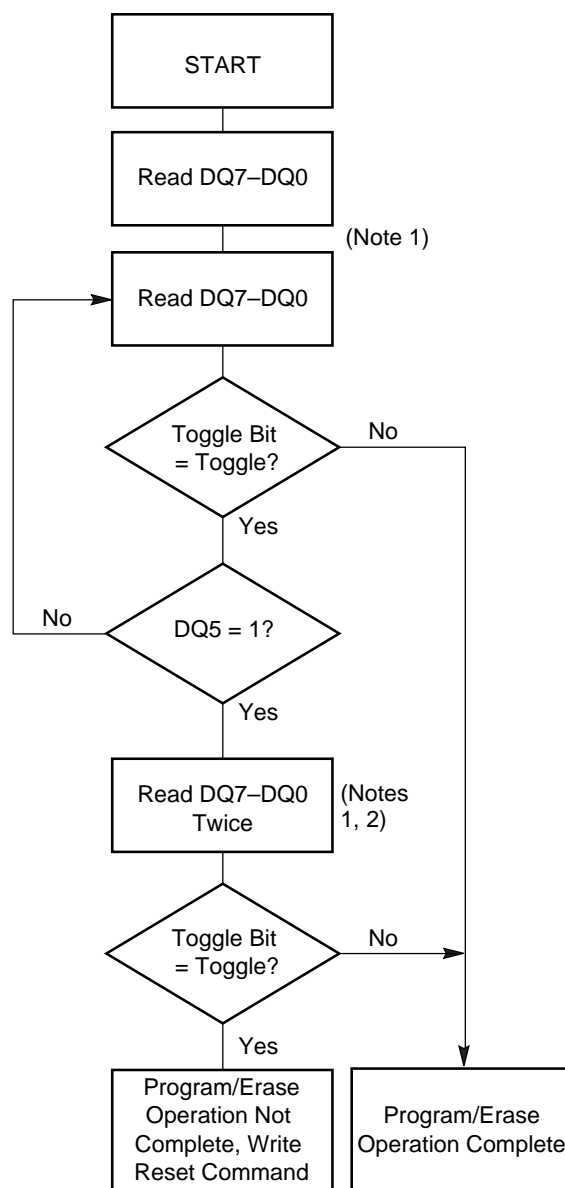 START
Read DQ7–DQ0
(Note 1)
Read DQ7–DQ0
Toggle Bit
= Toggle?
No
Yes
No
DQ5 = 1?
Yes
Read DQ7–DQ0
Twice
(Notes
1, 2)
Toggle Bit
= Toggle?
No
Yes
Program/Erase
Operation Not
Complete, Write
Reset Command
Program/Erase
Operation Complete